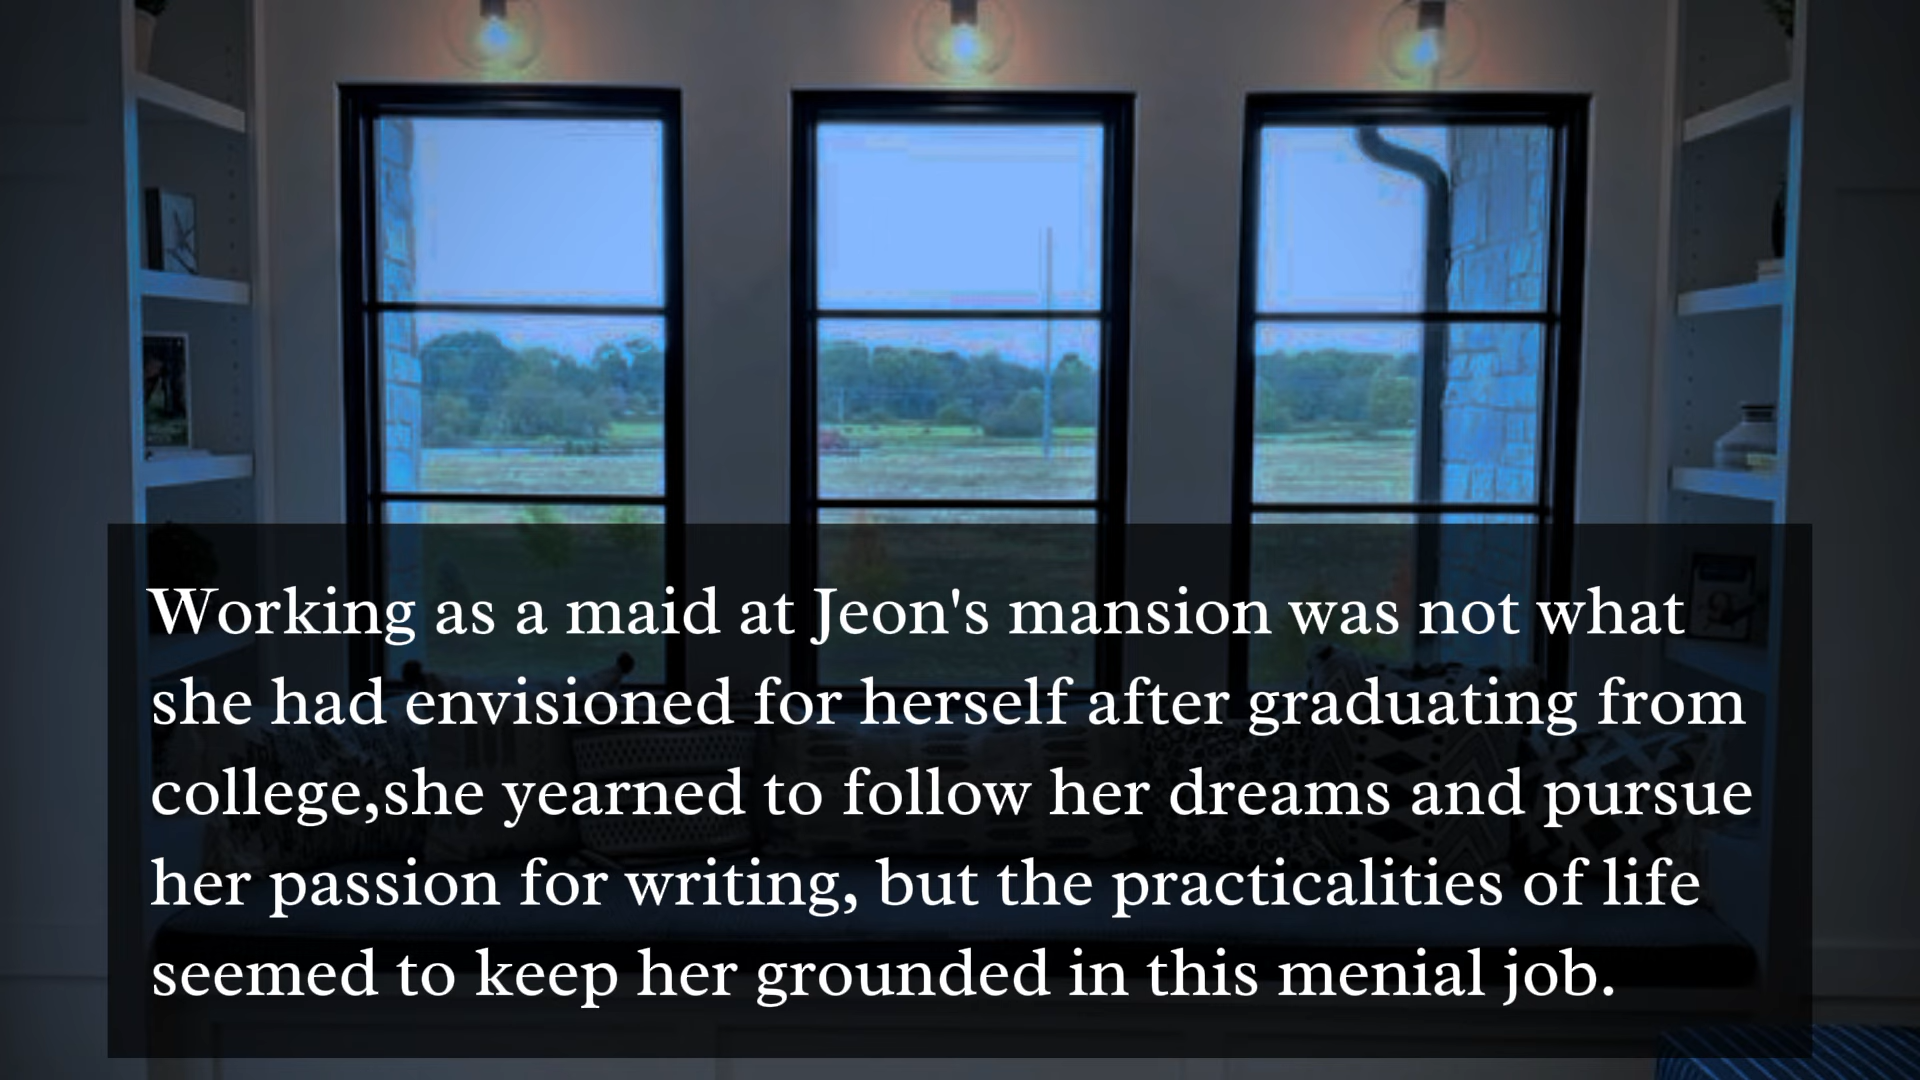 Working as a maid at Jeon's mansion was not what
she had envisioned for herself after graduating from
college,she yearned to follow her dreams and pursue
her passion for writing, but the practicalities of life
seemed to keep her grounded in this menial job.